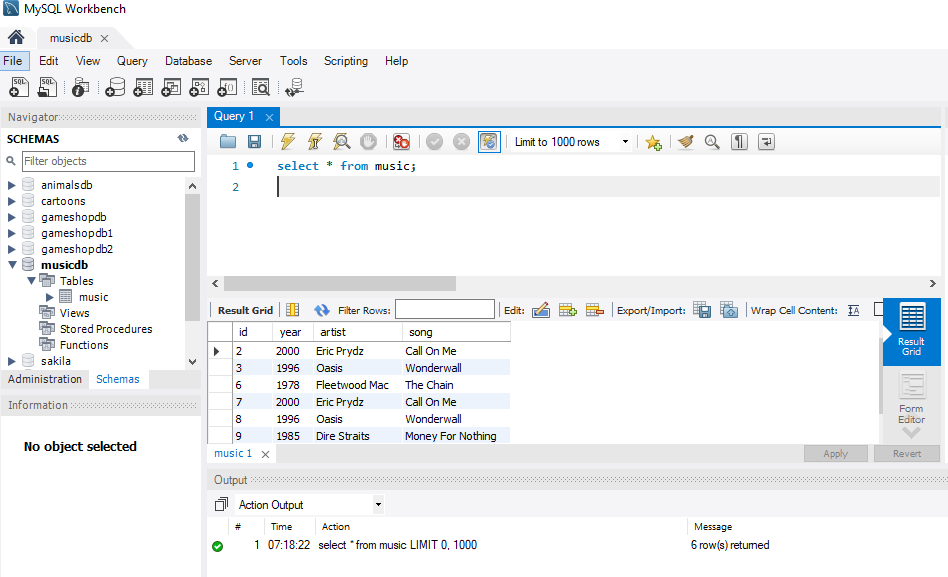 MySQL Workbench
musicdb
File Edit View Query Database Server Tools Scripting Help
Navigator
SCHEMAS
Filter objects
animalsdb
cartoons
gameshopdb
gameshopdb1
gameshopdb2
musicdb
Tables
music
Views
Stored Procedures
Functions
sakila
Administration Schemas
Information
No object selected
Query 1
Limit to 1000 rows
1 select * from music;
2
Result Grid Filter Rows: Edit: Export/Import: Wrap Cell Content:
id year artist song
2 2000 Eric Prydz Call On Me
3 1996 Oasis Wonderwall
6 1978 Fleetwood Mac The Chain
7 2000 Eric Prydz Call On Me
8 1996 Oasis Wonderwall
9 1985 Dire Straits Money For Nothing
Result
Grid
Form
Editor
music 1
Apply Revert
Output
Action Output
# Time Action Message
1 07:18:22 select * from music LIMIT 0, 1000 6 row(s) returned